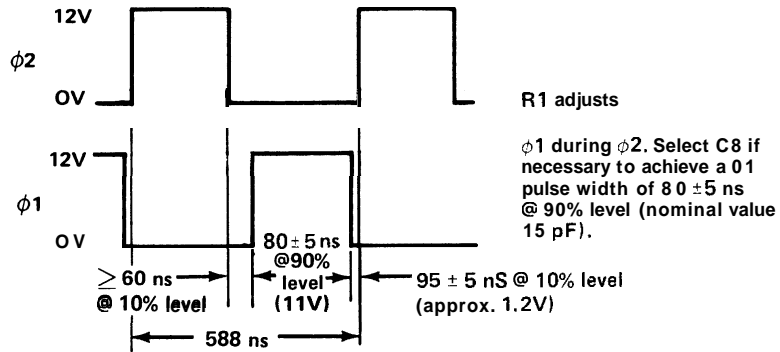 12V
ϕ2
0V
R1 adjusts
12V
ϕ1
0V
ϕ1 during ϕ2. Select C8 if
necessary to achieve a 01
pulse width of 80 ±5 ns
@ 90% level (nominal value
15 pF).
80±5 ns
@90%
level
(11V)
≥60 ns
@ 10% level
95 ± 5 nS @ 10% level
(approx. 1.2V)
588 ns